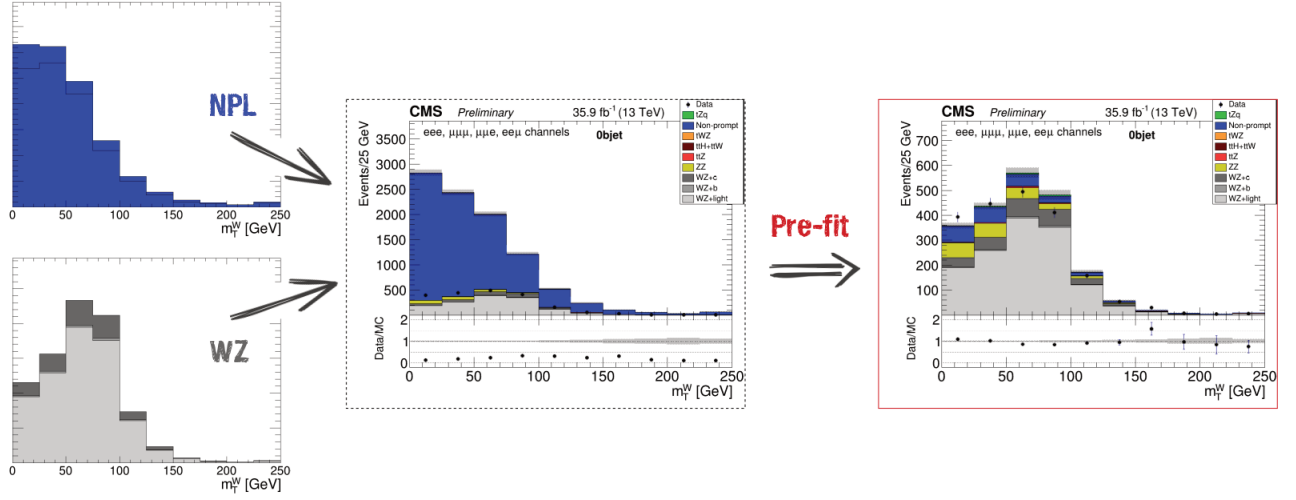 NPL
0 50 100 150 200 250
m_T^W [GeV]
WZ
0 50 100 150 200 250
m_T^W [GeV]
CMS Preliminary 35.9 fb⁻¹ (13 TeV)
eee, μμμ, μμe, eeμ channels 0bjet
Data
tZq
Non-prompt
tWZ
ttH+ttW
ttZ
ZZ
WZ+c
WZ+b
WZ+light
Events/25 GeV
3500
3000
2500
2000
1500
1000
500
Data/MC
2
1
0
0 50 100 150 200 250
m_T^W [GeV]
Pre-fit
CMS Preliminary 35.9 fb⁻¹ (13 TeV)
eee, μμμ, μμe, eeμ channels 0bjet
Data
tZq
Non-prompt
tWZ
ttH+ttW
ttZ
ZZ
WZ+c
WZ+b
WZ+light
Events/25 GeV
700
600
500
400
300
200
100
Data/MC
2
1
0
0 50 100 150 200 250
m_T^W [GeV]